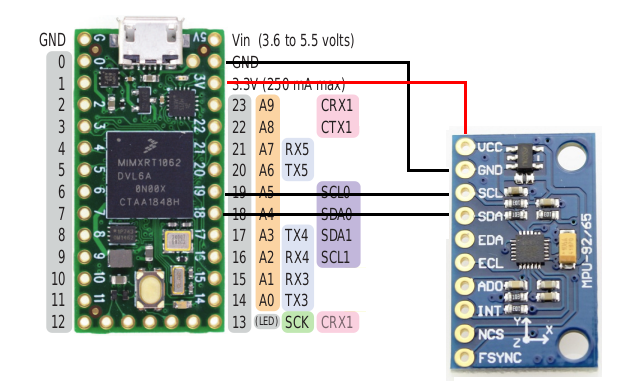 GND
G
5V
Vin (3.6 to 5.5 volts)
0
0
GND
1
1
3V
3.3V (250 mA max)
2
2
23 A9 CRX1
3
3
22
22 A8 CTX1
4
4
21
21 A7 RX5 TX5
5
5
20
20 A6
6
6
19
19 A5 SCL0
7
7
18
18 A4 SDA0
8
8
17
17 A3 TX4 SDA1
9
9
16
16 A2 RX4 SCL1
10
10
15
15 A1 RX3
11
11
14
14 A0 TX3
12
13 (LED) SCK CRX1
MIMXRT1062
DVL6A
0N00X
CTAA1848H
VCC
GND
SCL
SDA
EDA
ECL
ADO
INT
NCS
FSYNC
Y
X
Z
MPU-92/65